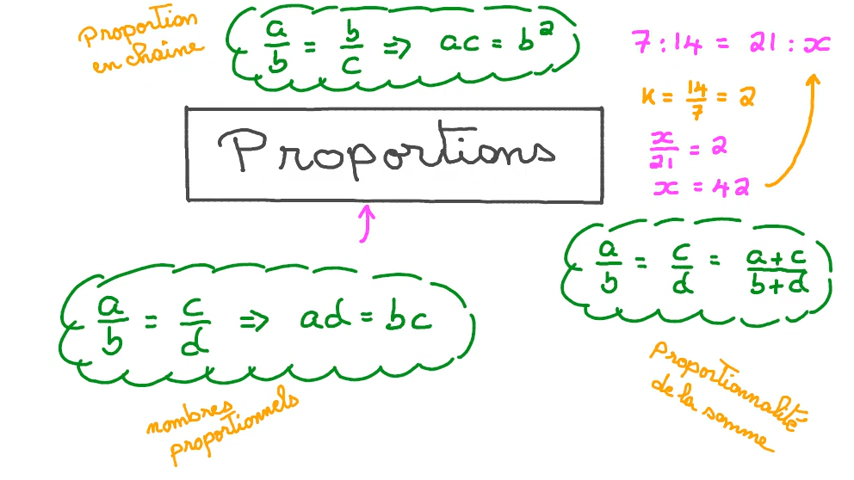 Proportion
en chaîne
a/b = b/c ⇒ ac = b²
7 : 14 = 21 : x
K = 14/7 = 2
x/21 = 2
x = 42
Proportions
a/b = c/d = a+c/b+d
a/b = c/d ⇒ ad = bc
nombres
proportionnels
Proportionnalité
de la somme